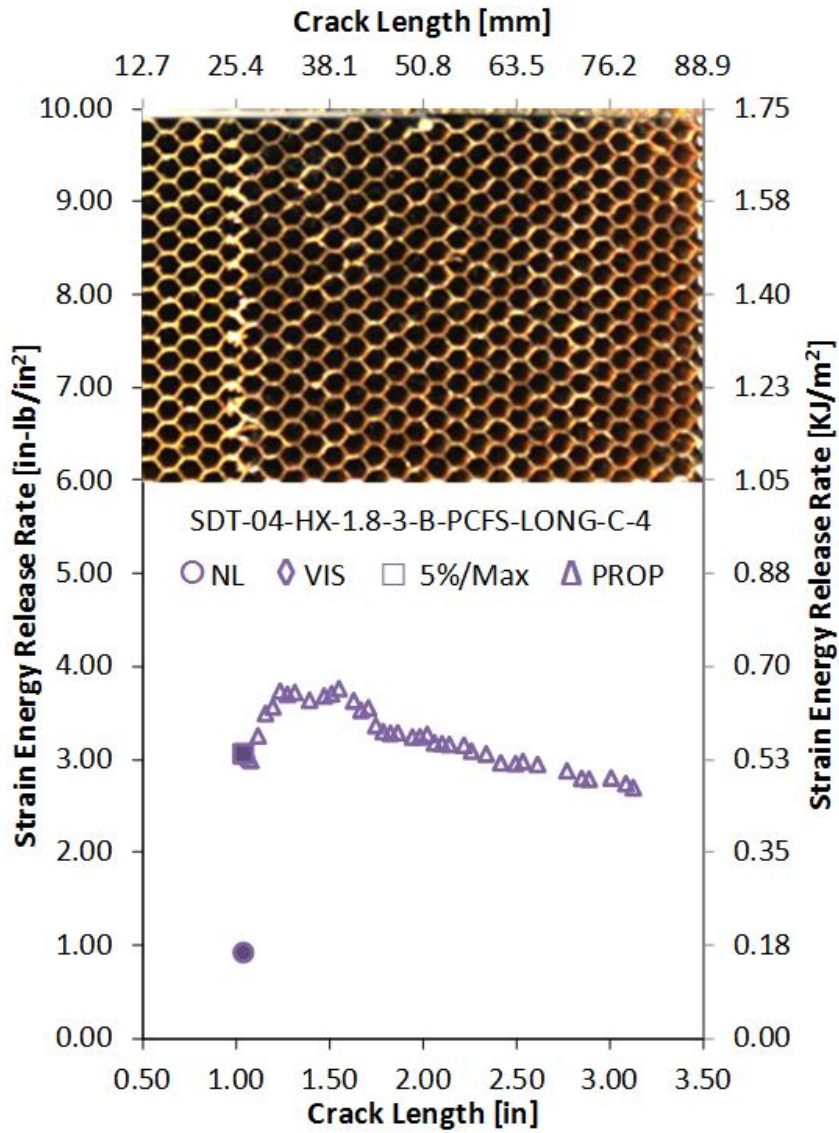 Crack Length [mm]
12.7 25.4 38.1 50.8 63.5 76.2 88.9
10.00 1.75
9.00 1.58
8.00 1.40
7.00 1.23
6.00 1.05
5.00 0.88
4.00 0.70
3.00 0.53
2.00 0.35
1.00 0.18
0.00 0.00
Strain Energy Release Rate [in-lb/in²]
Strain Energy Release Rate [KJ/m²]
SDT-04-HX-1.8-3-B-PCFS-LONG-C-4
NL VIS 5%/Max PROP
0.50 1.00 1.50 2.00 2.50 3.00 3.50
Crack Length [in]